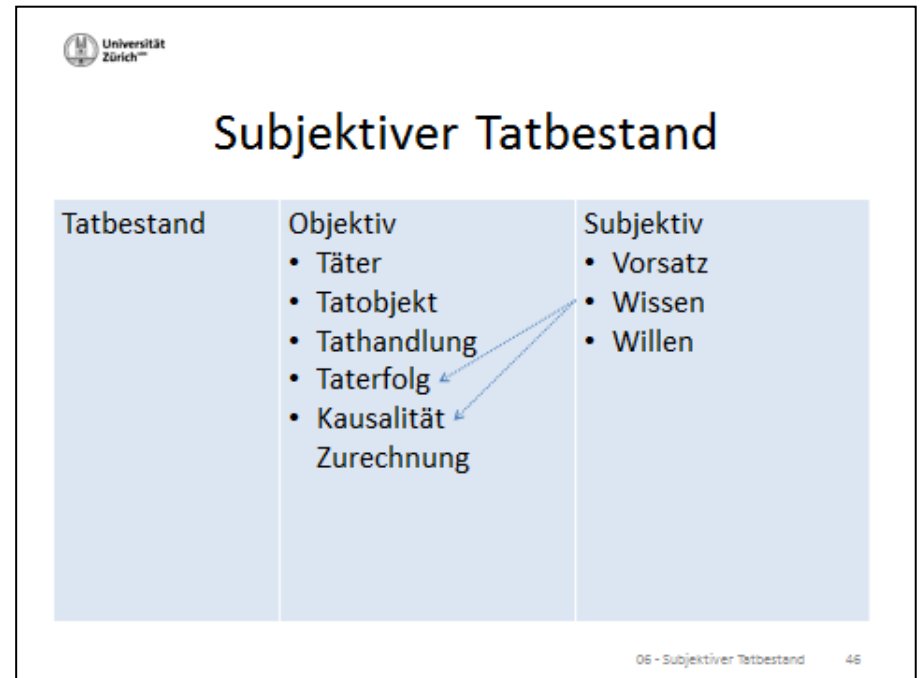 Universität
Zürich
Subjektiver Tatbestand
Tatbestand
Objektiv
• Täter
• Tatobjekt
• Tathandlung
• Taterfolg
• Kausalität
Zurechnung
Subjektiv
• Vorsatz
• Wissen
• Willen
06 - Subjektiver Tatbestand 46